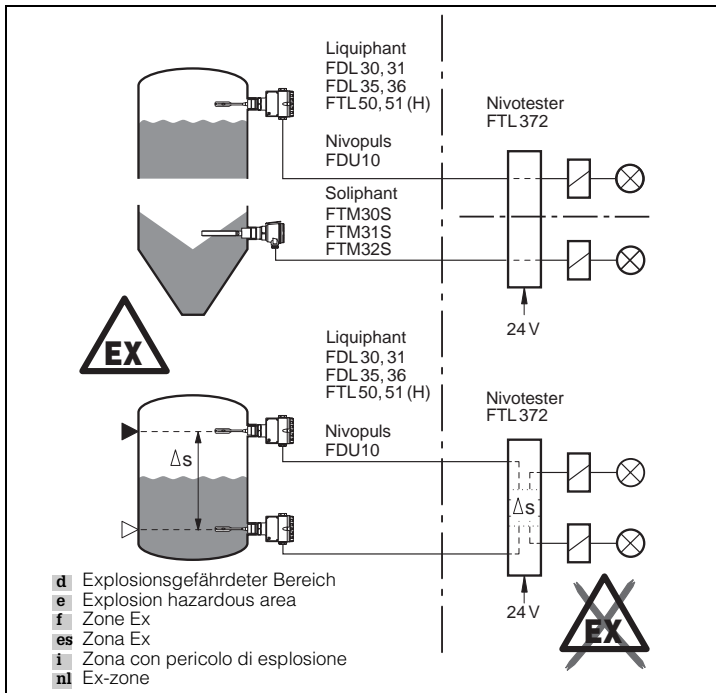 Liquiphant
FDL 30, 31
FDL 35, 36
FTL 50, 51 (H)
Nivotester
FTL 372
Nivopuls
FDU10
Soliphant
FTM30S
FTM31S
FTM32S
24 V
EX
Liquiphant
FDL 30, 31
FDL 35, 36
FTL 50, 51 (H)
Nivotester
FTL 372
Nivopuls
FDU10
Δs
Δs
24 V
EX
d Explosionsgefährdeter Bereich
e Explosion hazardous area
f Zone Ex
es Zona Ex
i Zona con pericolo di esplosione
nl Ex-zone